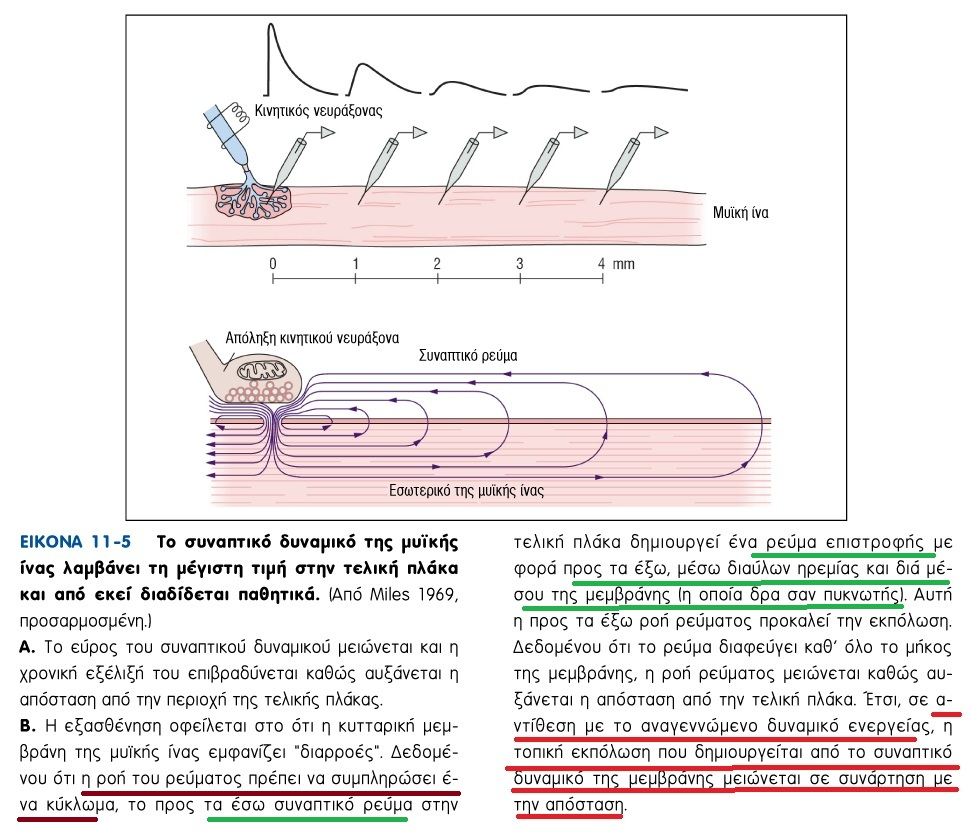 Κινητικός νευράξονας
Μυϊκή ίνα
0 1 2 3 4 mm
Απόληξη κινητικού νευράξονα
Συναπτικό ρεύμα
Εσωτερικό της μυϊκής ίνας
ΕΙΚΟΝΑ 11-5 Το συναπτικό δυναμικό της μυϊκής
ίνας λαμβάνει τη μέγιστη τιμή στην τελική πλάκα
και από εκεί διαδίδεται παθητικά. (Από Miles 1969,
προσαρμοσμένη.)
Α. Το εύρος του συναπτικού δυναμικού μειώνεται και η
χρονική εξέλιξή του επιβραδύνεται καθώς αυξάνεται η
απόσταση από την περιοχή της τελικής πλάκας.
Β. Η εξασθένηση οφείλεται στο ότι η κυτταρική μεμ-
βράνη της μυϊκής ίνας εμφανίζει "διαρροές". Δεδομέ-
νου ότι η ροή του ρεύματος πρέπει να συμπληρώσει έ-
να κύκλωμα, το προς τα έσω συναπτικό ρεύμα στην
τελική πλάκα δημιουργεί ένα ρεύμα επιστροφής με
φορά προς τα έξω, μέσω διαύλων ηρεμίας και διά μέ-
σου της μεμβράνης (η οποία δρα σαν πυκνωτής). Αυτή
η προς τα έξω ροή ρεύματος προκαλεί την εκπόλωση.
Δεδομένου ότι το ρεύμα διαφεύγει καθ' όλο το μήκος
της μεμβράνης, η ροή ρεύματος μειώνεται καθώς αυ-
ξάνεται η απόσταση από την τελική πλάκα. Έτσι, σε α-
ντίθεση με το αναγεννώμενο δυναμικό ενεργείας, η
τοπική εκπόλωση που δημιουργείται από το συναπτικό
δυναμικό της μεμβράνης μειώνεται σε συνάρτηση με
την απόσταση.